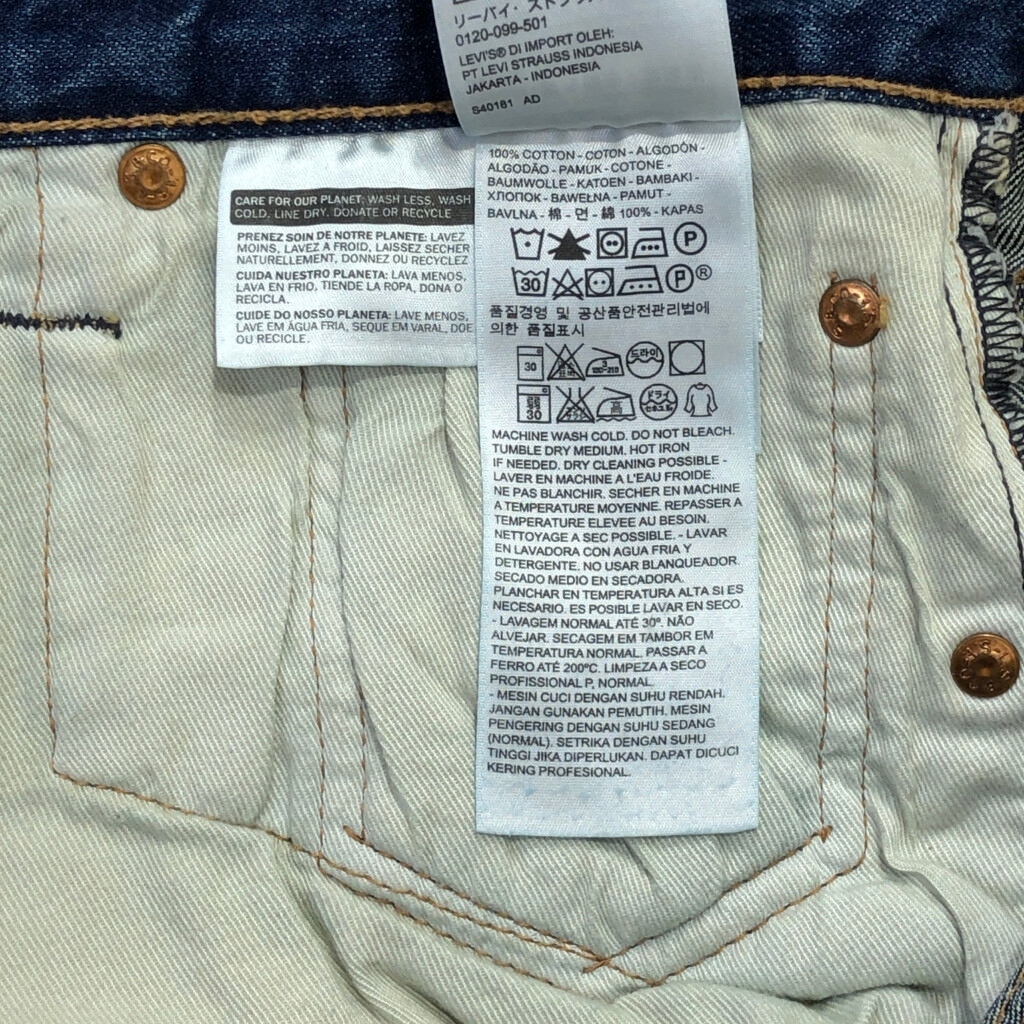 リーバイ・ストラウス
0120-099-501
LEVI'S® DI IMPORT OLEH:
PT LEVI STRAUSS INDONESIA
JAKARTA - INDONESIA
S40181 AD
CARE FOR OUR PLANET: WASH LESS, WASH
COLD. LINE DRY. DONATE OR RECYCLE
PRENEZ SOIN DE NOTRE PLANETE: LAVEZ
MOINS, LAVEZ A FROID, LAISSEZ SECHER
NATURELLEMENT, DONNEZ OU RECYCLEZ
CUIDA NUESTRO PLANETA: LAVA MENOS,
LAVA EN FRIO, TIENDE LA ROPA, DONA O
RECICLA.
CUIDE DO NOSSO PLANETA: LAVE MENOS,
LAVE EM ÁGUA FRIA, SEQUE EM VARAL, DOE
OU RECICLE.
100% COTTON - COTON - ALGODÓN -
ALGODÃO - PAMUK - COTONE -
BAUMWOLLE - KATOEN - BAMBAKI -
ХЛОПОК - BAWEŁNA - PAMUT -
BAVLNA - 棉 - 면 - 綿 100% - KAPAS
P
30 P®
품질경영 및 공산품안전관리법에
의한 품질표시
30 3 180-210 드라이
30 高 ドライ
MACHINE WASH COLD. DO NOT BLEACH.
TUMBLE DRY MEDIUM. HOT IRON
IF NEEDED. DRY CLEANING POSSIBLE -
LAVER EN MACHINE A L'EAU FROIDE.
NE PAS BLANCHIR. SECHER EN MACHINE
A TEMPERATURE MOYENNE. REPASSER A
TEMPERATURE ELEVEE AU BESOIN.
NETTOYAGE A SEC POSSIBLE. - LAVAR
EN LAVADORA CON AGUA FRIA Y
DETERGENTE. NO USAR BLANQUEADOR.
SECADO MEDIO EN SECADORA.
PLANCHAR EN TEMPERATURA ALTA SI ES
NECESARIO. ES POSIBLE LAVAR EN SECO.
- LAVAGEM NORMAL ATÉ 30º. NÃO
ALVEJAR. SECAGEM EM TAMBOR EM
TEMPERATURA NORMAL. PASSAR A
FERRO ATÉ 200ºC. LIMPEZA A SECO
PROFISSIONAL P, NORMAL.
- MESIN CUCI DENGAN SUHU RENDAH.
JANGAN GUNAKAN PEMUTIH. MESIN
PENGERING DENGAN SUHU SEDANG
(NORMAL). SETRIKA DENGAN SUHU
TINGGI JIKA DIPERLUKAN. DAPAT DICUCI
KERING PROFESIONAL.